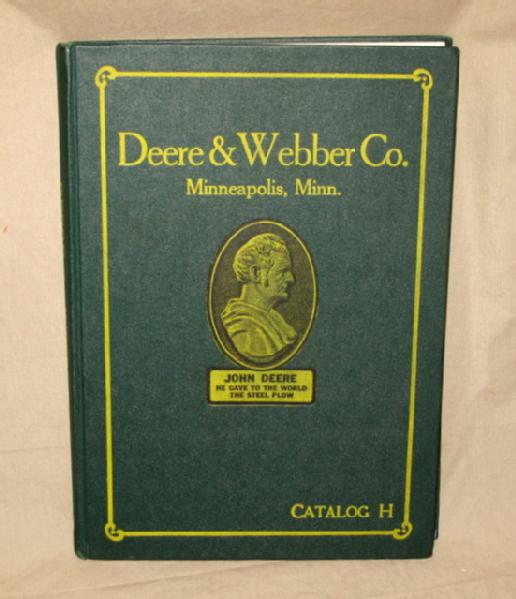 Deere & Webber Co.
Minneapolis, Minn.
JOHN DEERE
HE GAVE TO THE WORLD
THE STEEL PLOW
CATALOG H